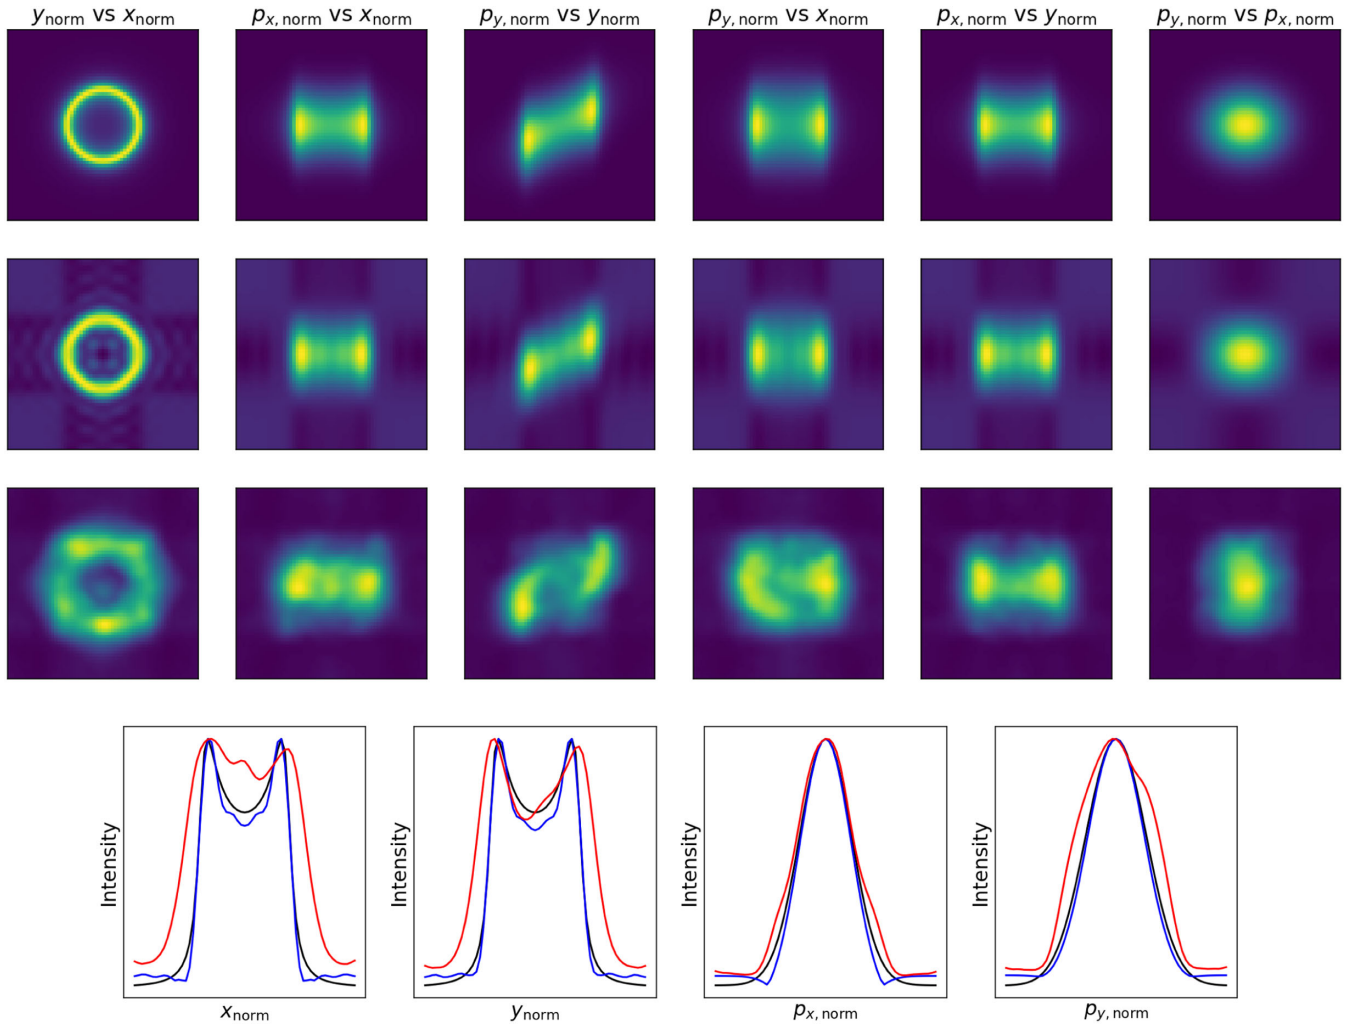 y_norm vs x_norm
p_x, norm vs x_norm
p_y, norm vs y_norm
p_y, norm vs x_norm
p_x, norm vs y_norm
p_y, norm vs p_x, norm
Intensity
x_norm
Intensity
y_norm
Intensity
p_x, norm
Intensity
p_y, norm